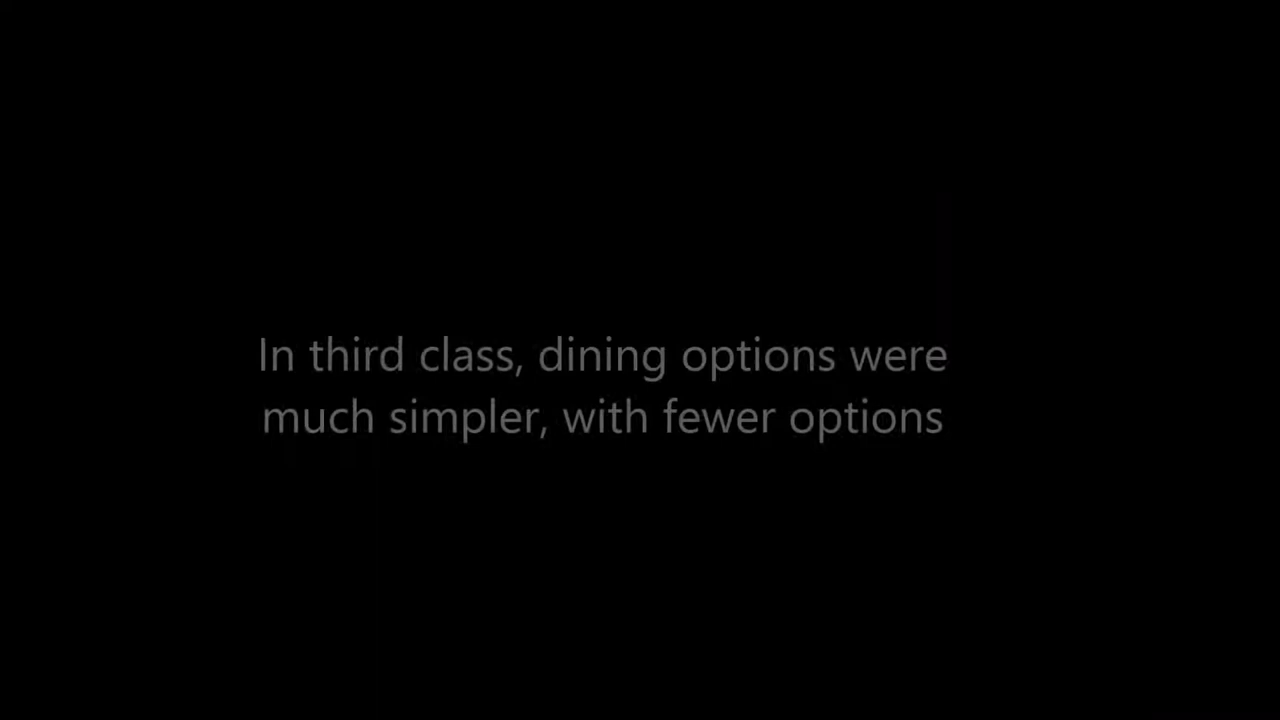 In third class, dining options were
much simpler, with fewer options